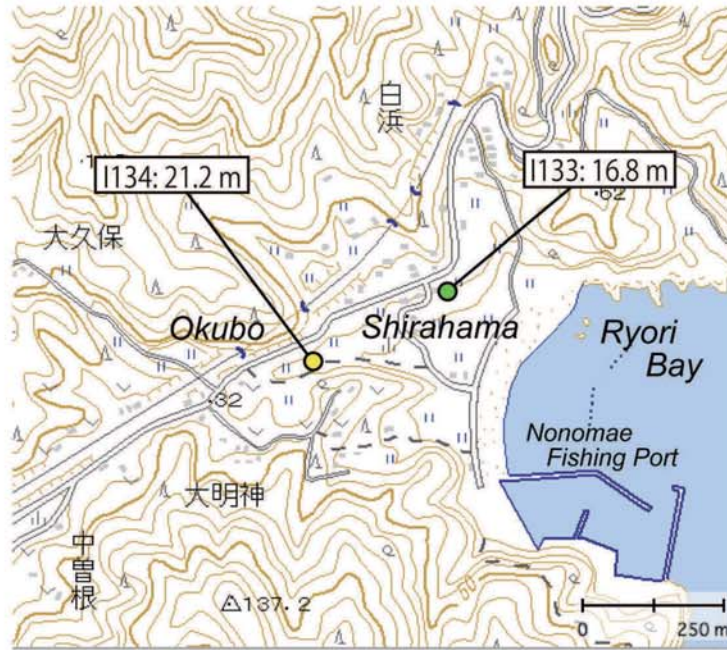 白浜
I134: 21.2 m
I133: 16.8 m
62
大久保
Okubo
Shirahama
Ryori
Bay
32
Nonomae
Fishing Port
大明神
中曽根
137.2
50
0
250 m